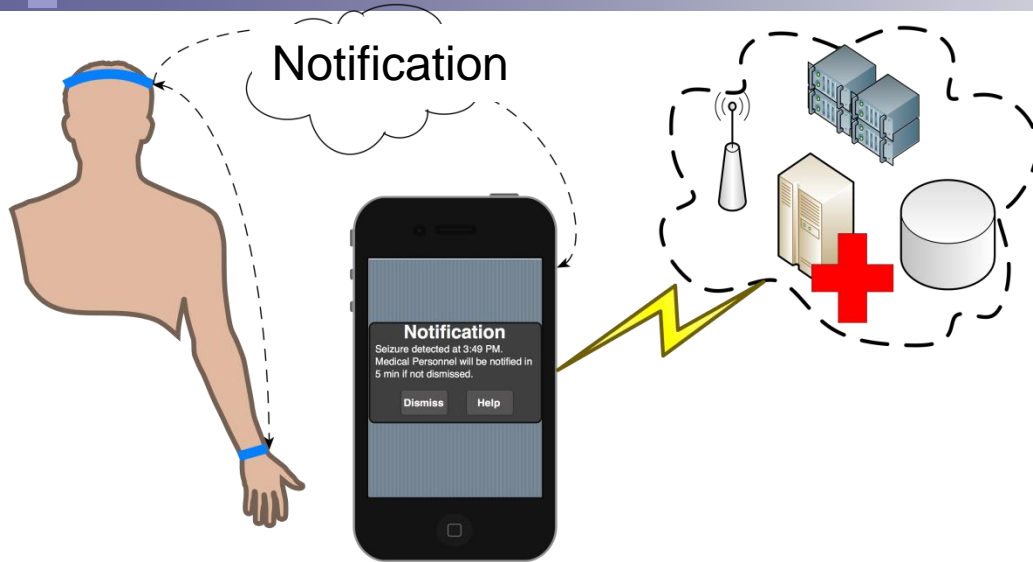 Notification
Notification
Seizure detected at 3:49 PM.
Medical Personnel will be notified in
5 min if not dismissed.
Dismiss Help